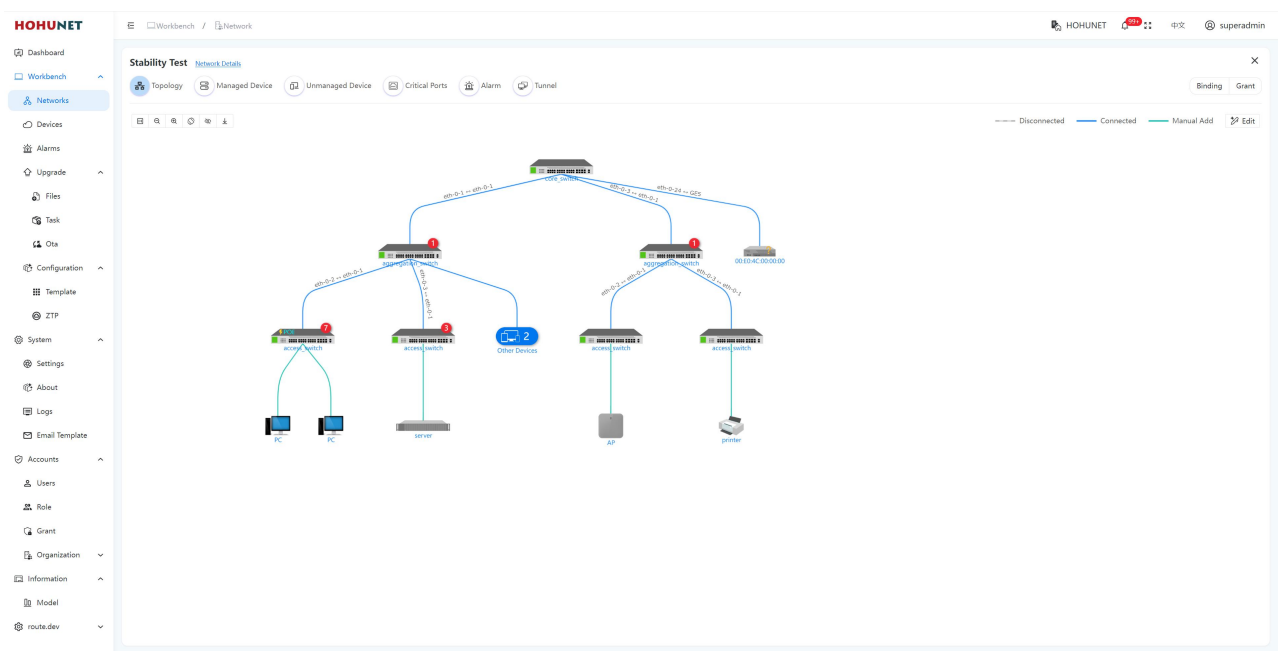 HOHUNET
Workbench / Network
HOHUNET
99+
中文
superadmin
Dashboard
Workbench
Networks
Devices
Alarms
Upgrade
Files
Task
Ota
Configuration
Template
ZTP
System
Settings
About
Logs
Email Template
Accounts
Users
Role
Grant
Organization
Information
Model
route.dev
Stability Test Network Details
Topology Managed Device Unmanaged Device Critical Ports Alarm Tunnel
Binding Grant
Disconnected Connected Manual Add Edit
core_switch
eth-0-1 ↔ eth-0-1
eth-0-3 ↔ eth-0-1
eth-0-24 ↔ GE5
1
aggregation_switch
1
aggregation_switch
00:E0:4C:00:00:00
eth-0-2 ↔ eth-0-1
eth-0-3 ↔ eth-0-1
eth-0-2 ↔ eth-0-1
eth-0-3 ↔ eth-0-1
7
access_switch
3
access_switch
2
Other Devices
access_switch
access_switch
PC
PC
server
AP
printer